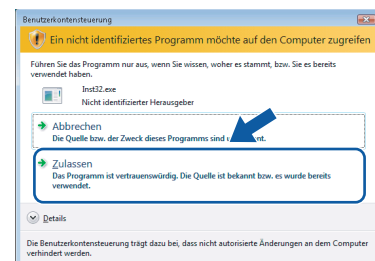 Benutzerkontensteuerung
Ein nicht identifiziertes Programm möchte auf den Computer zugreifen
Führen Sie das Programm nur aus, wenn Sie wissen, woher es stammt, bzw. Sie es bereits
verwendet haben.
Inst32.exe
Nicht identifizierter Herausgeber
Abbrechen
Die Quelle bzw. der Zweck dieses Programms sind
Zulassen
Das Programm ist vertrauenswürdig. Die Quelle ist bekannt bzw. es wurde bereits
verwendet.
Details
Die Benutzerkontensteuerung trägt dazu bei, dass nicht autorisierte Änderungen an dem Computer
verhindert werden.